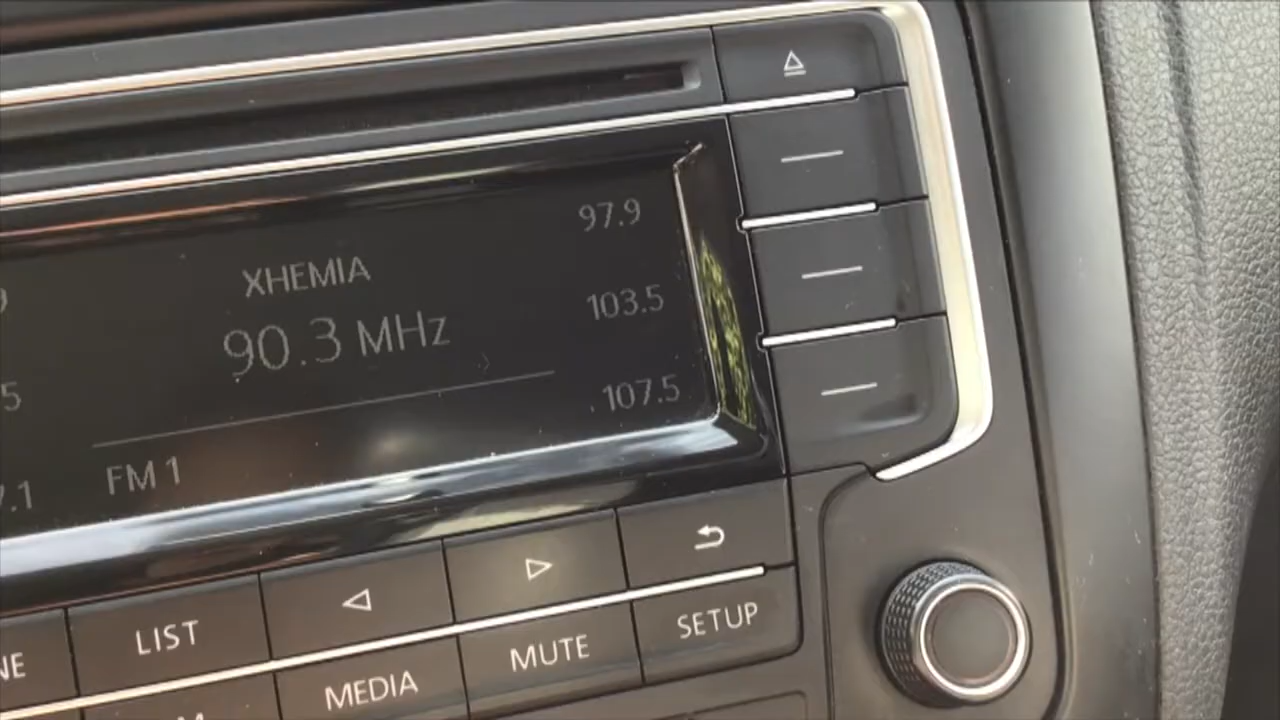 97.9
XHEMIA
103.5
90.3 MHz
107.5
FM 1
LIST
SETUP
MUTE
MEDIA